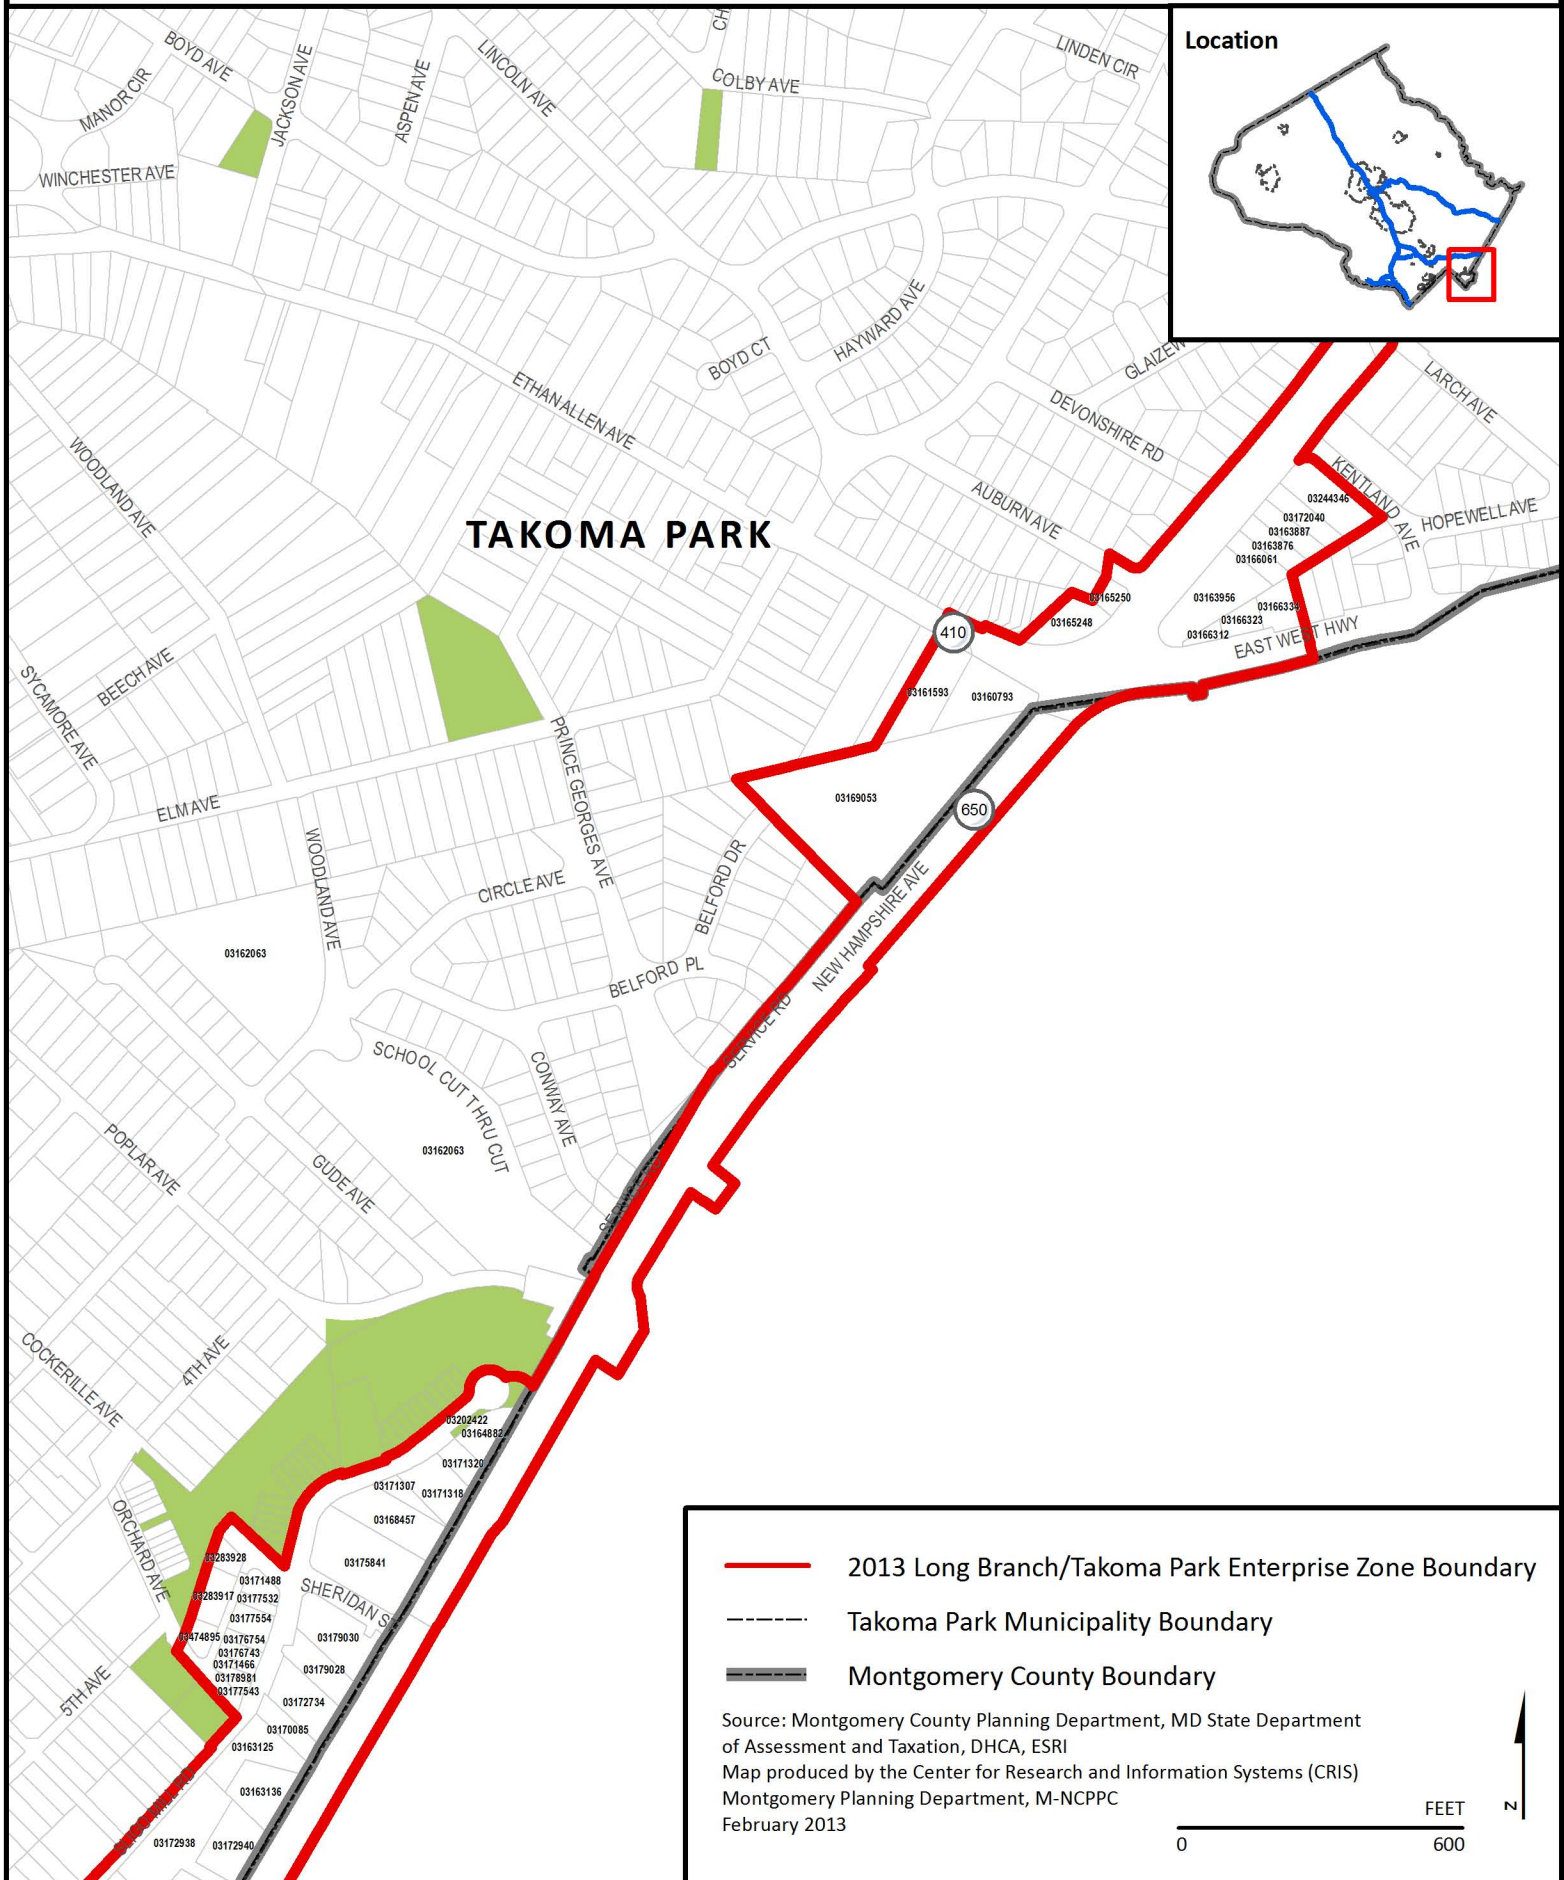 Location
BOYD AVE
MANOR CIR
JACKSON AVE
ASPEN AVE
LINCOLN AVE
CH
COLBY AVE
LINDEN CIR
WINCHESTER AVE
HAYWARD AVE
BOYD CT
GLAIZEW
LARCH AVE
ETHAN ALLEN AVE
DEVONSHIRE RD
WOODLAND AVE
AUBURN AVE
KENTLAND AVE
HOPEWELL AVE
TAKOMA PARK
03244346
03172040
03163887
03163876
03166061
03165250
03163956
03166334
03165248
03166323
03166312
EAST WEST HWY
410
BEECH AVE
SYCAMORE AVE
03161593
03160793
PRINCE GEORGES AVE
ELM AVE
03169053
650
WOODLAND AVE
CIRCLE AVE
BELFORD DR
NEW HAMPSHIRE AVE
03162063
BELFORD PL
SERVICE RD
SCHOOL CUT THRU CUT
CONWAY AVE
POPLAR AVE
GUDE AVE
03162063
COCKERILLE AVE
4TH AVE
03202422
03164882
03171320
03171307
03171318
03168457
ORCHARD AVE
03283928
03175841
03171488
SHERIDAN S
03283917
03177532
03177554
03474895
03176754
03179030
03176743
03171466
03179028
03178981
03177543
5TH AVE
03172734
03170085
03163125
03163136
03172938
03172940
2013 Long Branch/Takoma Park Enterprise Zone Boundary
Takoma Park Municipality Boundary
Montgomery County Boundary
Source: Montgomery County Planning Department, MD State Department
of Assessment and Taxation, DHCA, ESRI
Map produced by the Center for Research and Information Systems (CRIS)
Montgomery Planning Department, M-NCPPC
February 2013
FEET
0 600
N